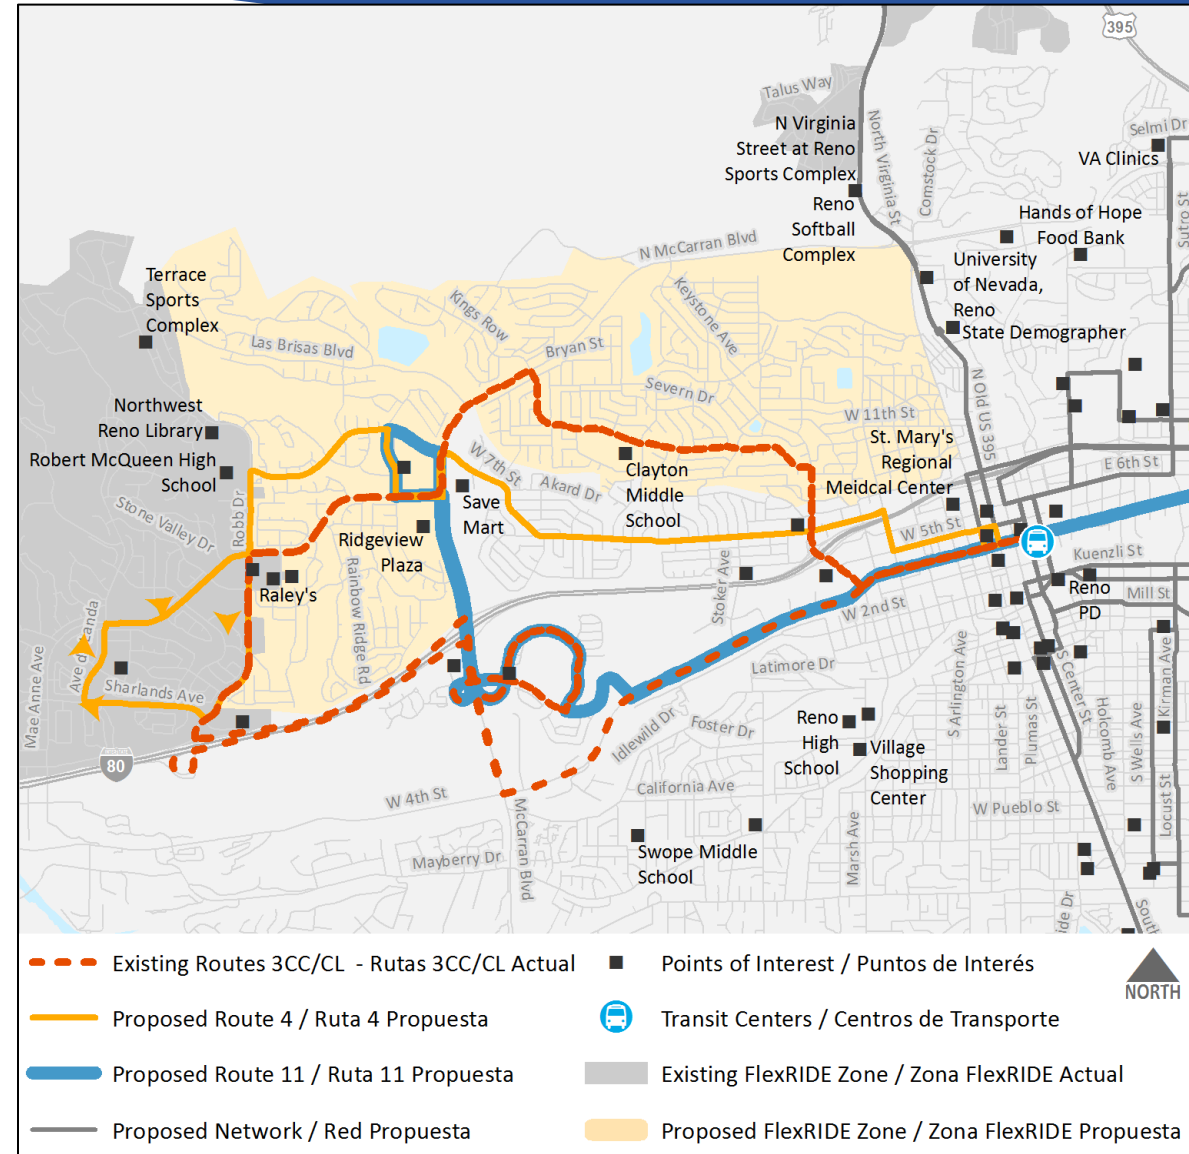 395
Talus Way
N Virginia
Street at Reno
Sports Complex
North Virginia St
Comstock Dr
Selmi Dr
VA Clinics
Sutro St
Reno
Softball
Complex
Hands of Hope
Food Bank
N McCarran Blvd
University
of Nevada,
Reno
State Demographer
Terrace
Sports
Complex
Kings Row
Keystone Ave
Las Brisas Blvd
Bryan St
Severn Dr
N Old US 395
Northwest
Reno Library
W 11th St
St. Mary's
Regional
Meidcal Center
Robert McQueen High
School
W 7th St
Akard Dr
Clayton
Middle
School
E 6th St
Save
Mart
Stone Valley Dr
Robb Dr
Ridgeview
Plaza
W 5th St
Kuenzli St
Raley's
Rainbow Ridge Rd
Stoker Ave
Reno
PD
Mill St
W 2nd St
Ave de Landa
Mae Anne Ave
Sharlands Ave
Latimore Dr
S Arlington Ave
S Center St
Kirman Ave
Idlewild Dr
Foster Dr
Reno
High
School
Village
Shopping
Center
Lander St
Plumas St
Holcomb Ave
S Wells Ave
Locust St
80
W 4th St
California Ave
W Pueblo St
McCarran Blvd
Marsh Ave
Mayberry Dr
Swope Middle
School
ide Dr
South
Existing Routes 3CC/CL - Rutas 3CC/CL Actual
Points of Interest / Puntos de Interés
NORTH
Proposed Route 4 / Ruta 4 Propuesta
Transit Centers / Centros de Transporte
Proposed Route 11 / Ruta 11 Propuesta
Existing FlexRIDE Zone / Zona FlexRIDE Actual
Proposed Network / Red Propuesta
Proposed FlexRIDE Zone / Zona FlexRIDE Propuesta